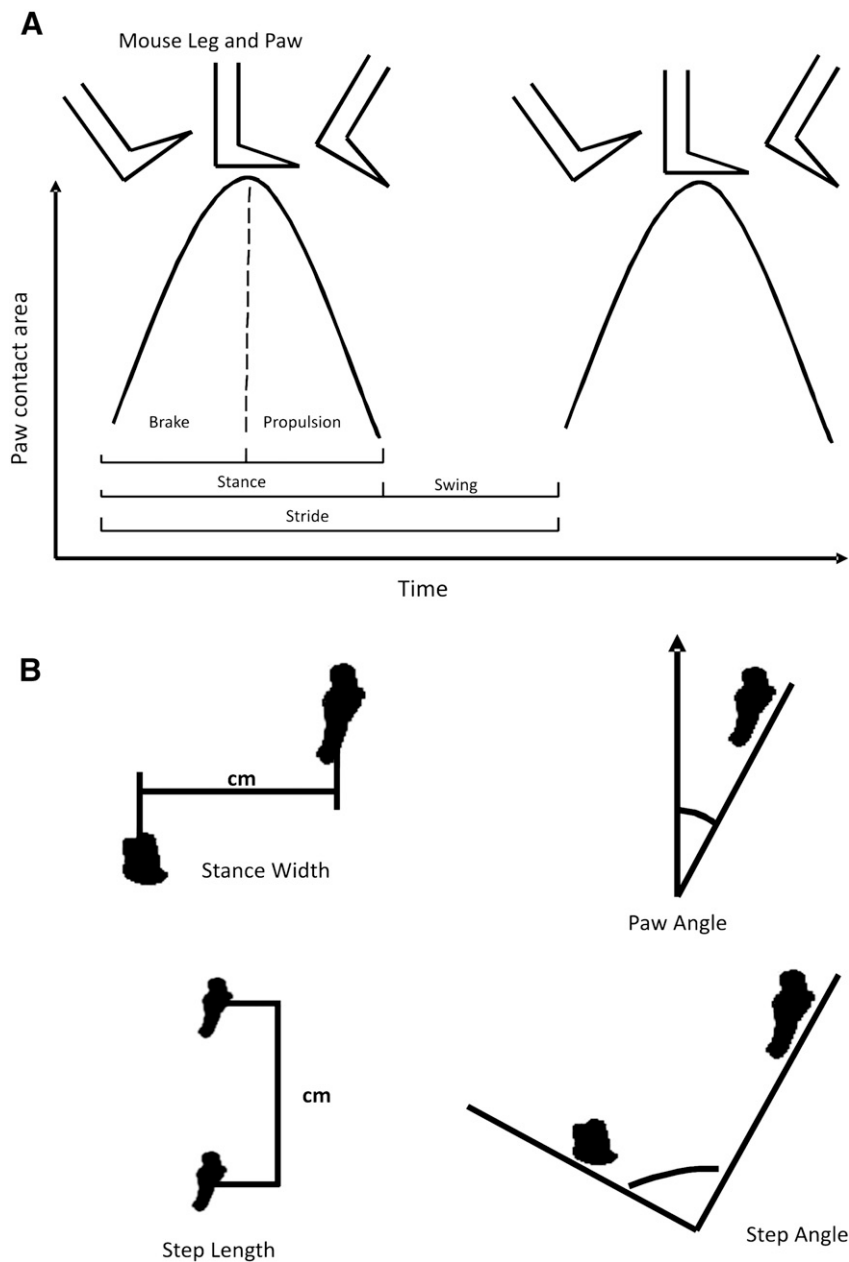 A
Mouse Leg and Paw
Paw contact area
Brake
Propulsion
Stance
Swing
Stride
Time
B
cm
Stance Width
Paw Angle
cm
Step Length
Step Angle